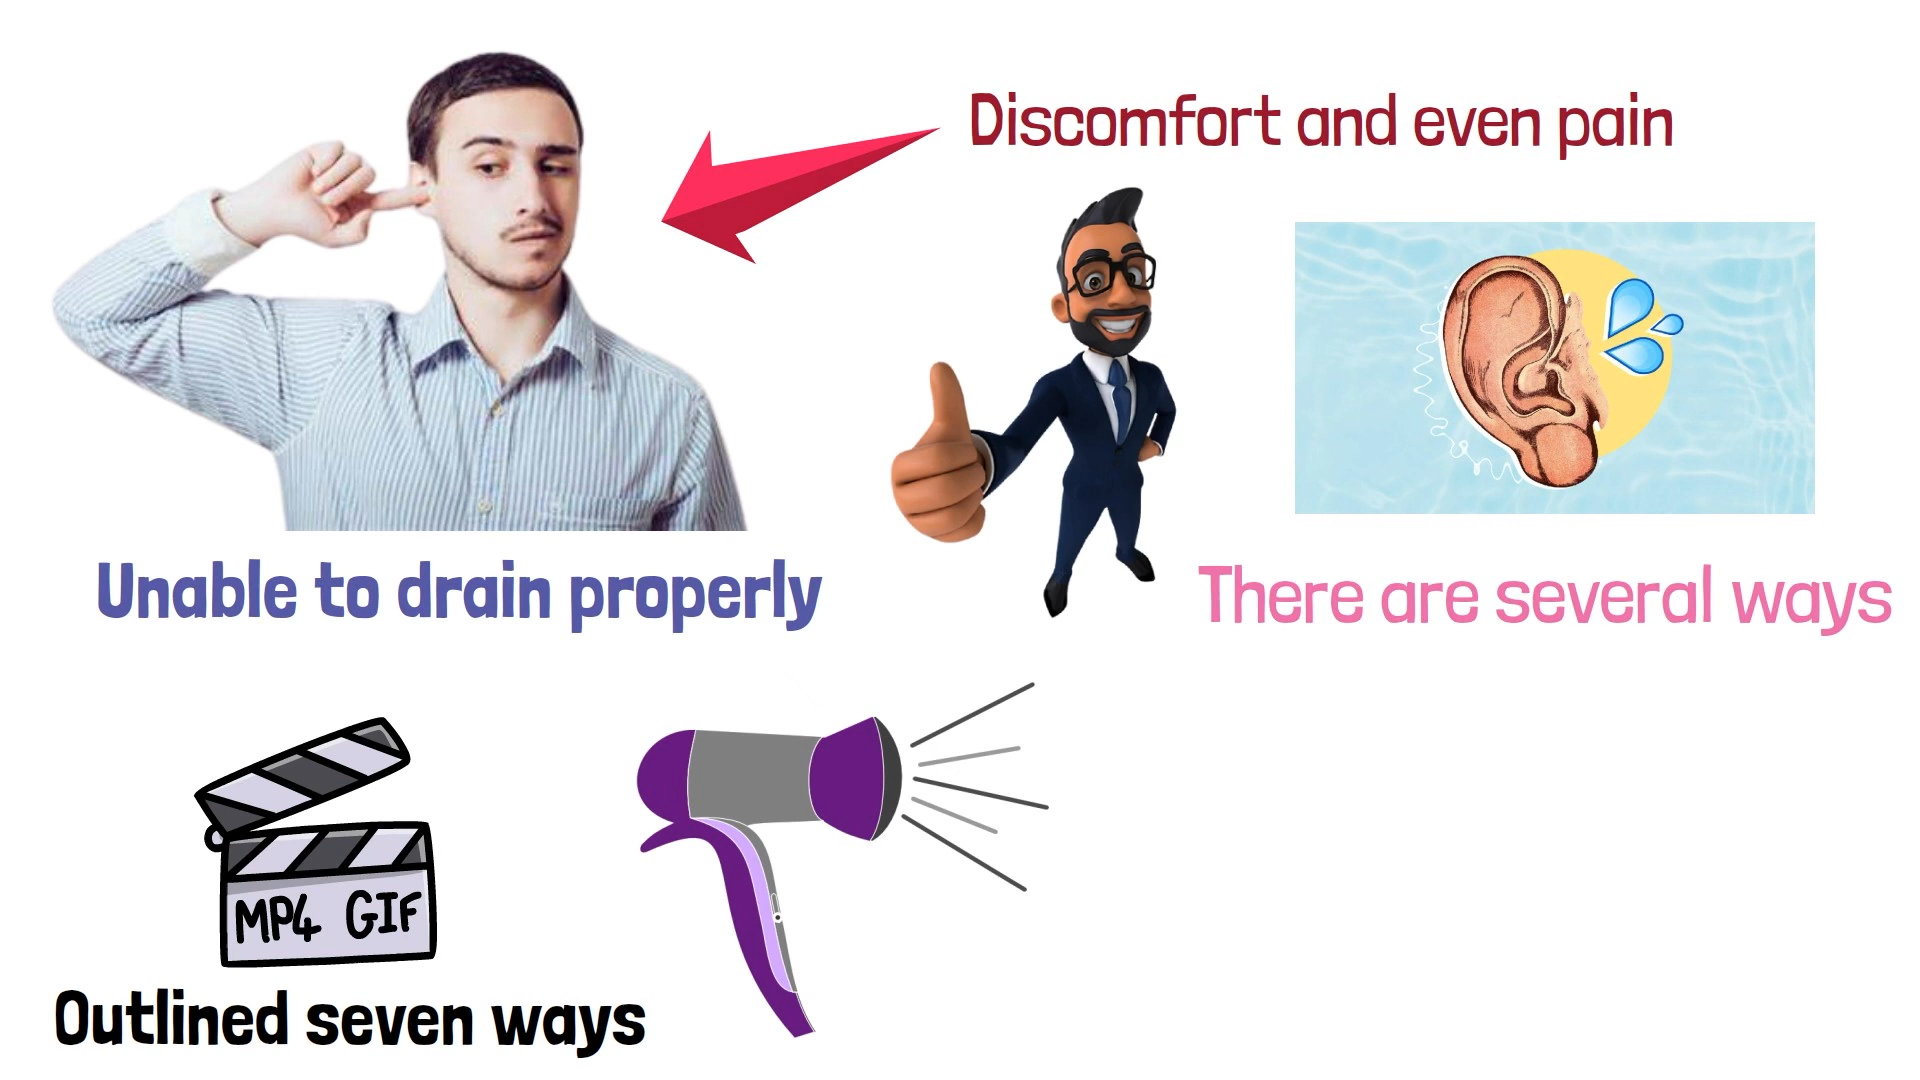 Discomfort and even pain
Unable to drain properly
There are several ways
MP4 GIF
Outlined seven ways